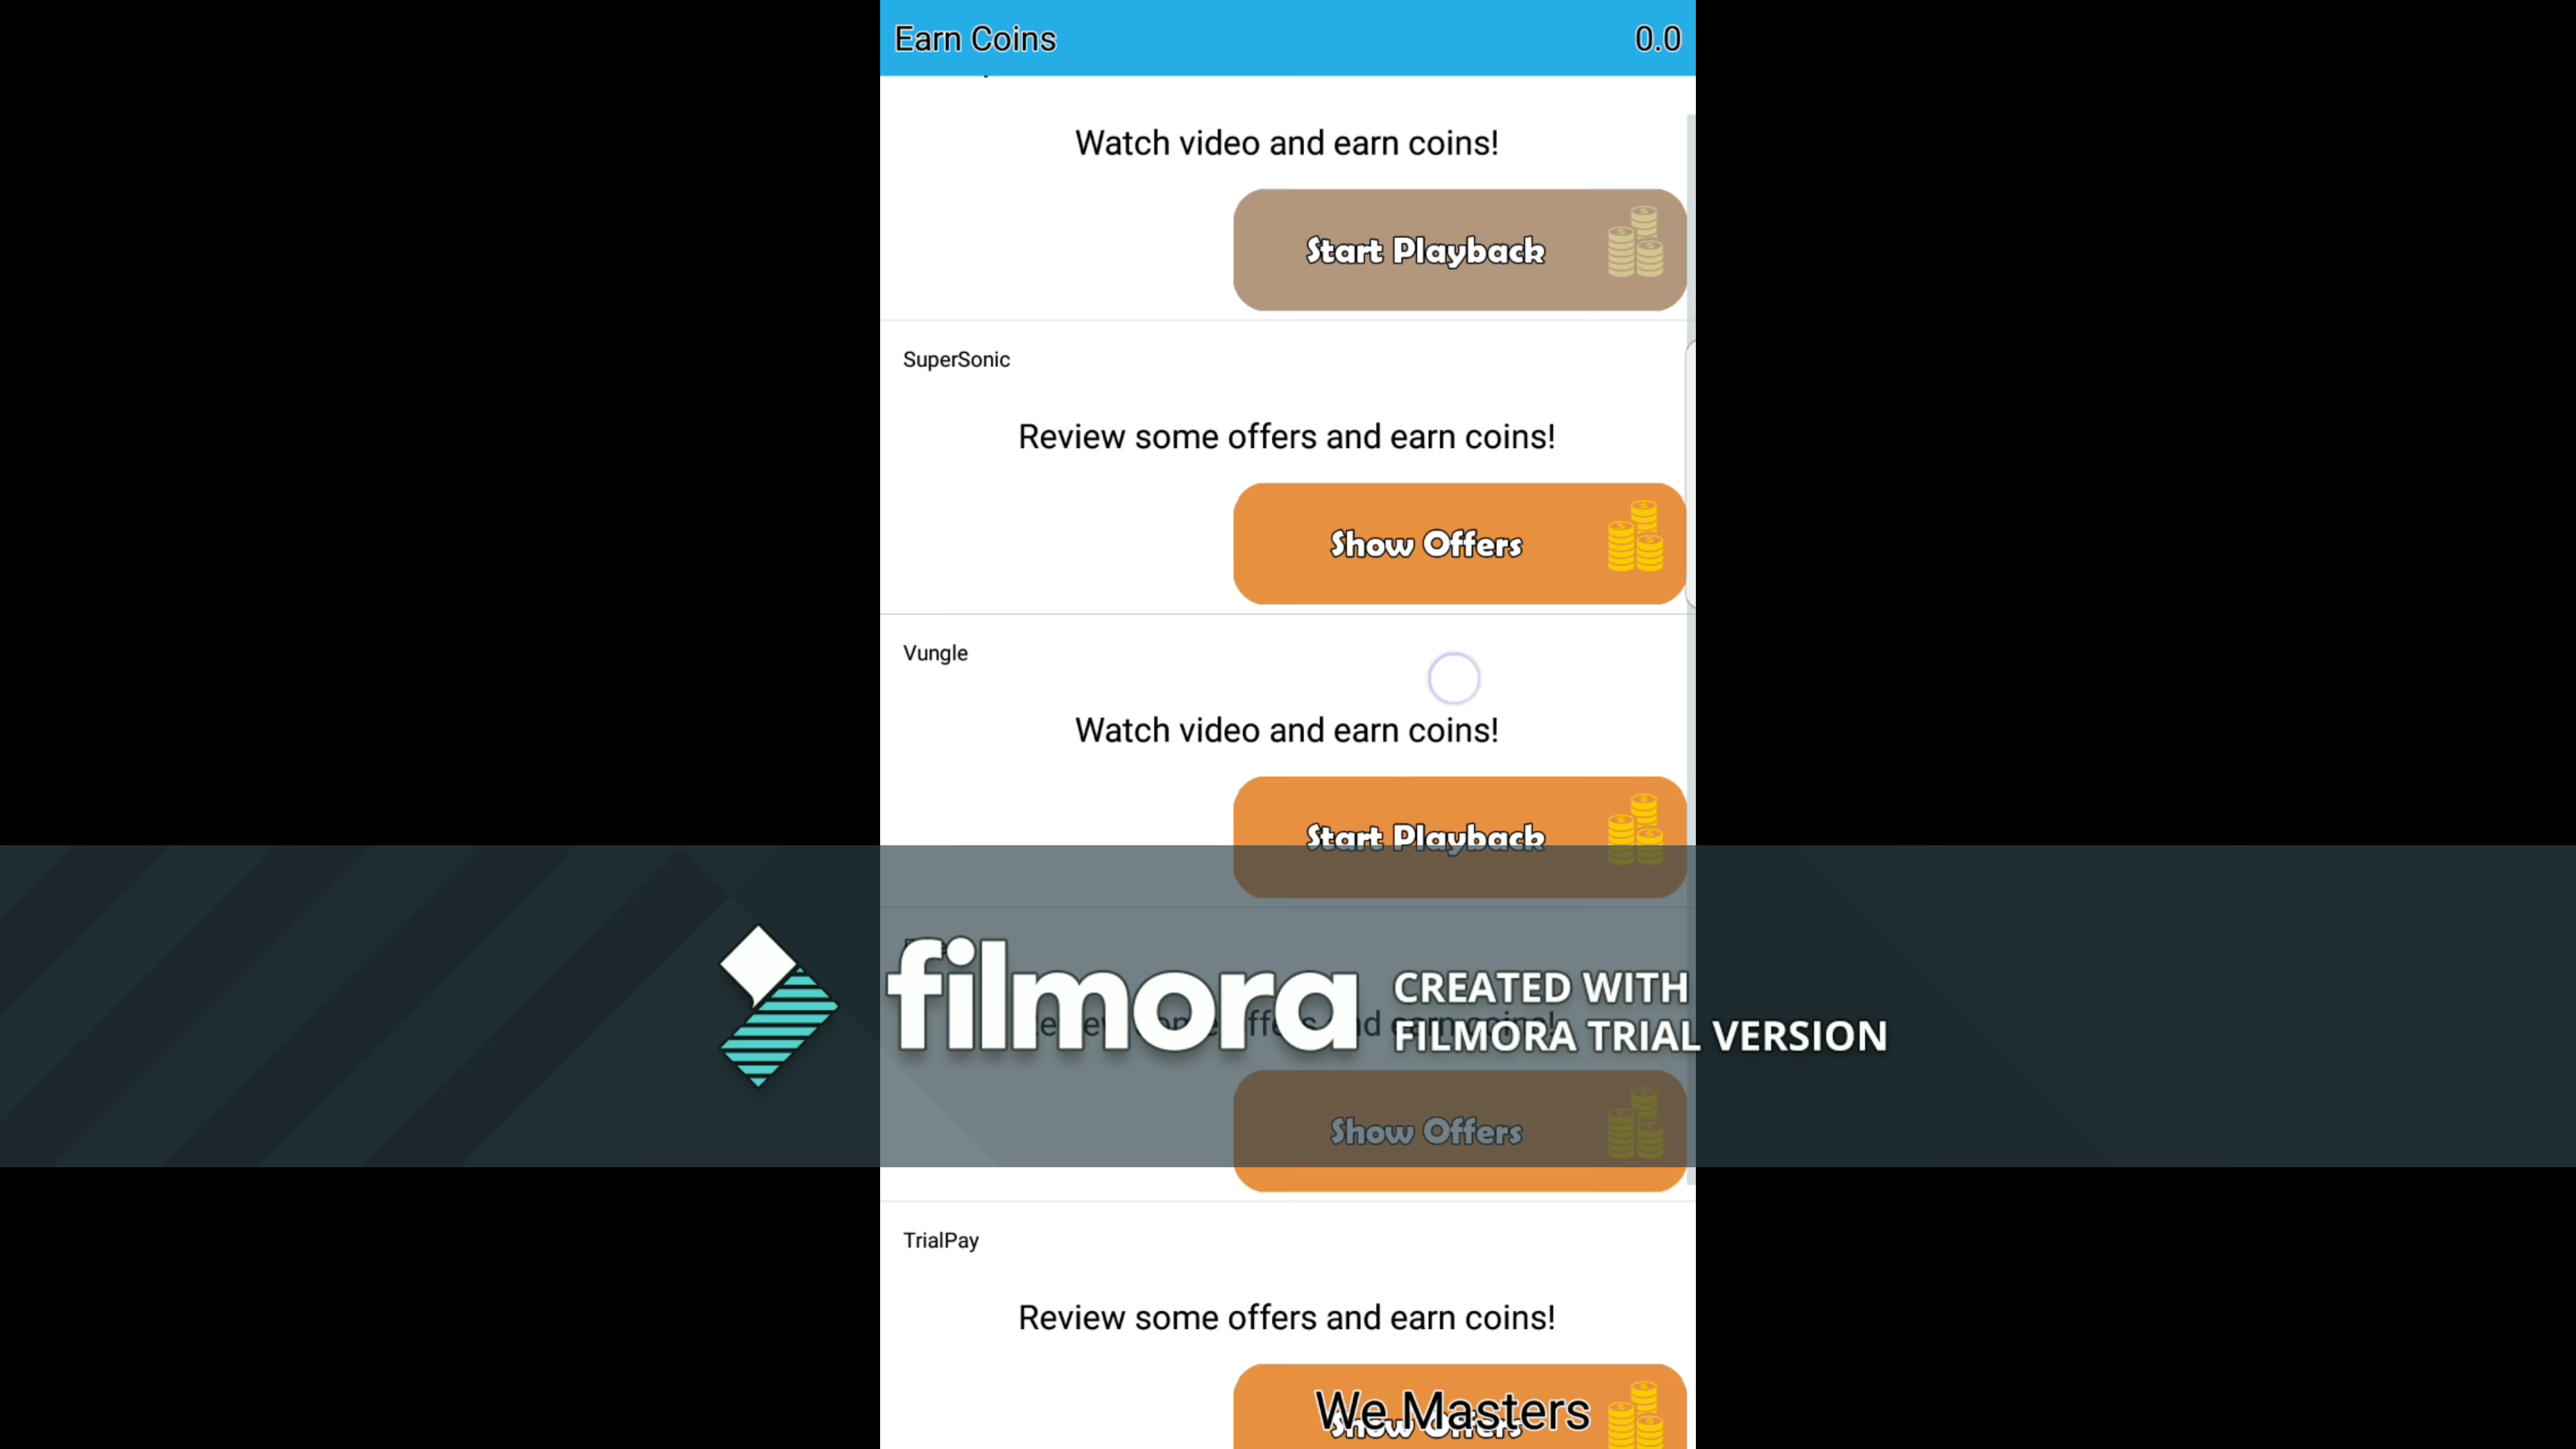 Earn Coins
0.0
Watch video and earn coins!
Start Playback
SuperSonic
Review some offers and earn coins!
Show Offers
Vungle
Watch video and earn coins!
Start Playback
filmora
CREATED WITH
FILMORA TRIAL VERSION
Show Offers
TrialPay
Review some offers and earn coins!
Show Offers
We Masters